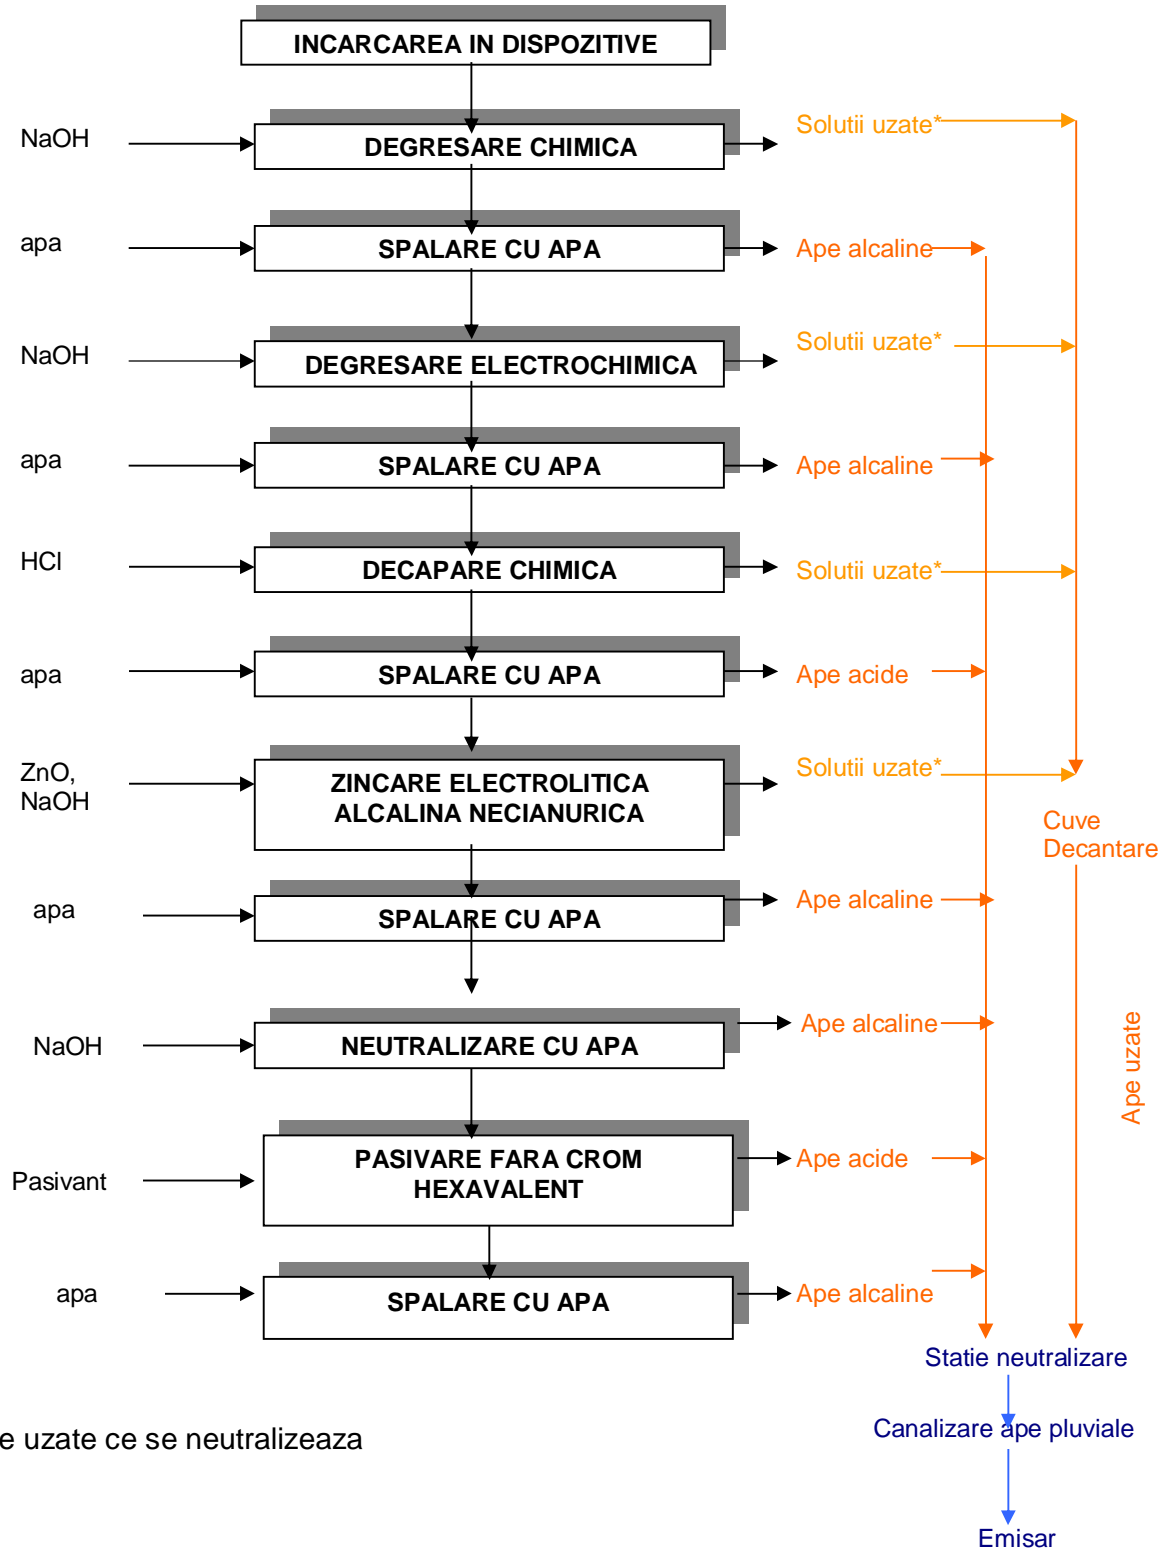 INCARCAREA IN DISPOZITIVE
NaOH
DEGRESARE CHIMICA
Solutii uzate*
apa
SPALARE CU APA
Ape alcaline
NaOH
DEGRESARE ELECTROCHIMICA
Solutii uzate*
apa
SPALARE CU APA
Ape alcaline
HCl
DECAPARE CHIMICA
Solutii uzate*
apa
SPALARE CU APA
Ape acide
ZnO,
NaOH
ZINCARE ELECTROLITICA
ALCALINA NECIANURICA
Solutii uzate*
Cuve
Decantare
apa
SPALARE CU APA
Ape alcaline
NaOH
NEUTRALIZARE CU APA
Ape alcaline
Ape uzate
Pasivant
PASIVARE FARA CROM
HEXAVALENT
Ape acide
apa
SPALARE CU APA
Ape alcaline
Statie neutralizare
Canalizare ape pluviale
e uzate ce se neutralizeaza
Emisar